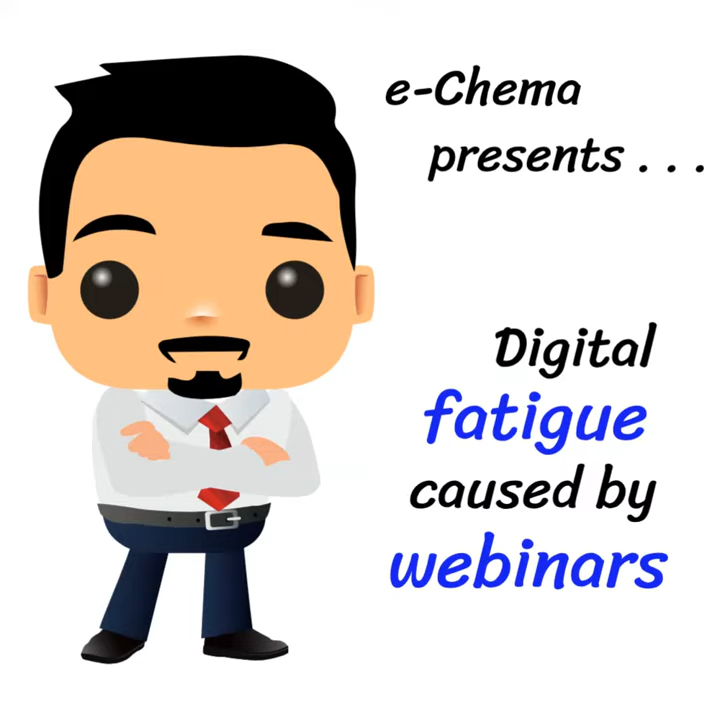 e-Chema
presents . . .
Digital
fatigue
caused by
webinars